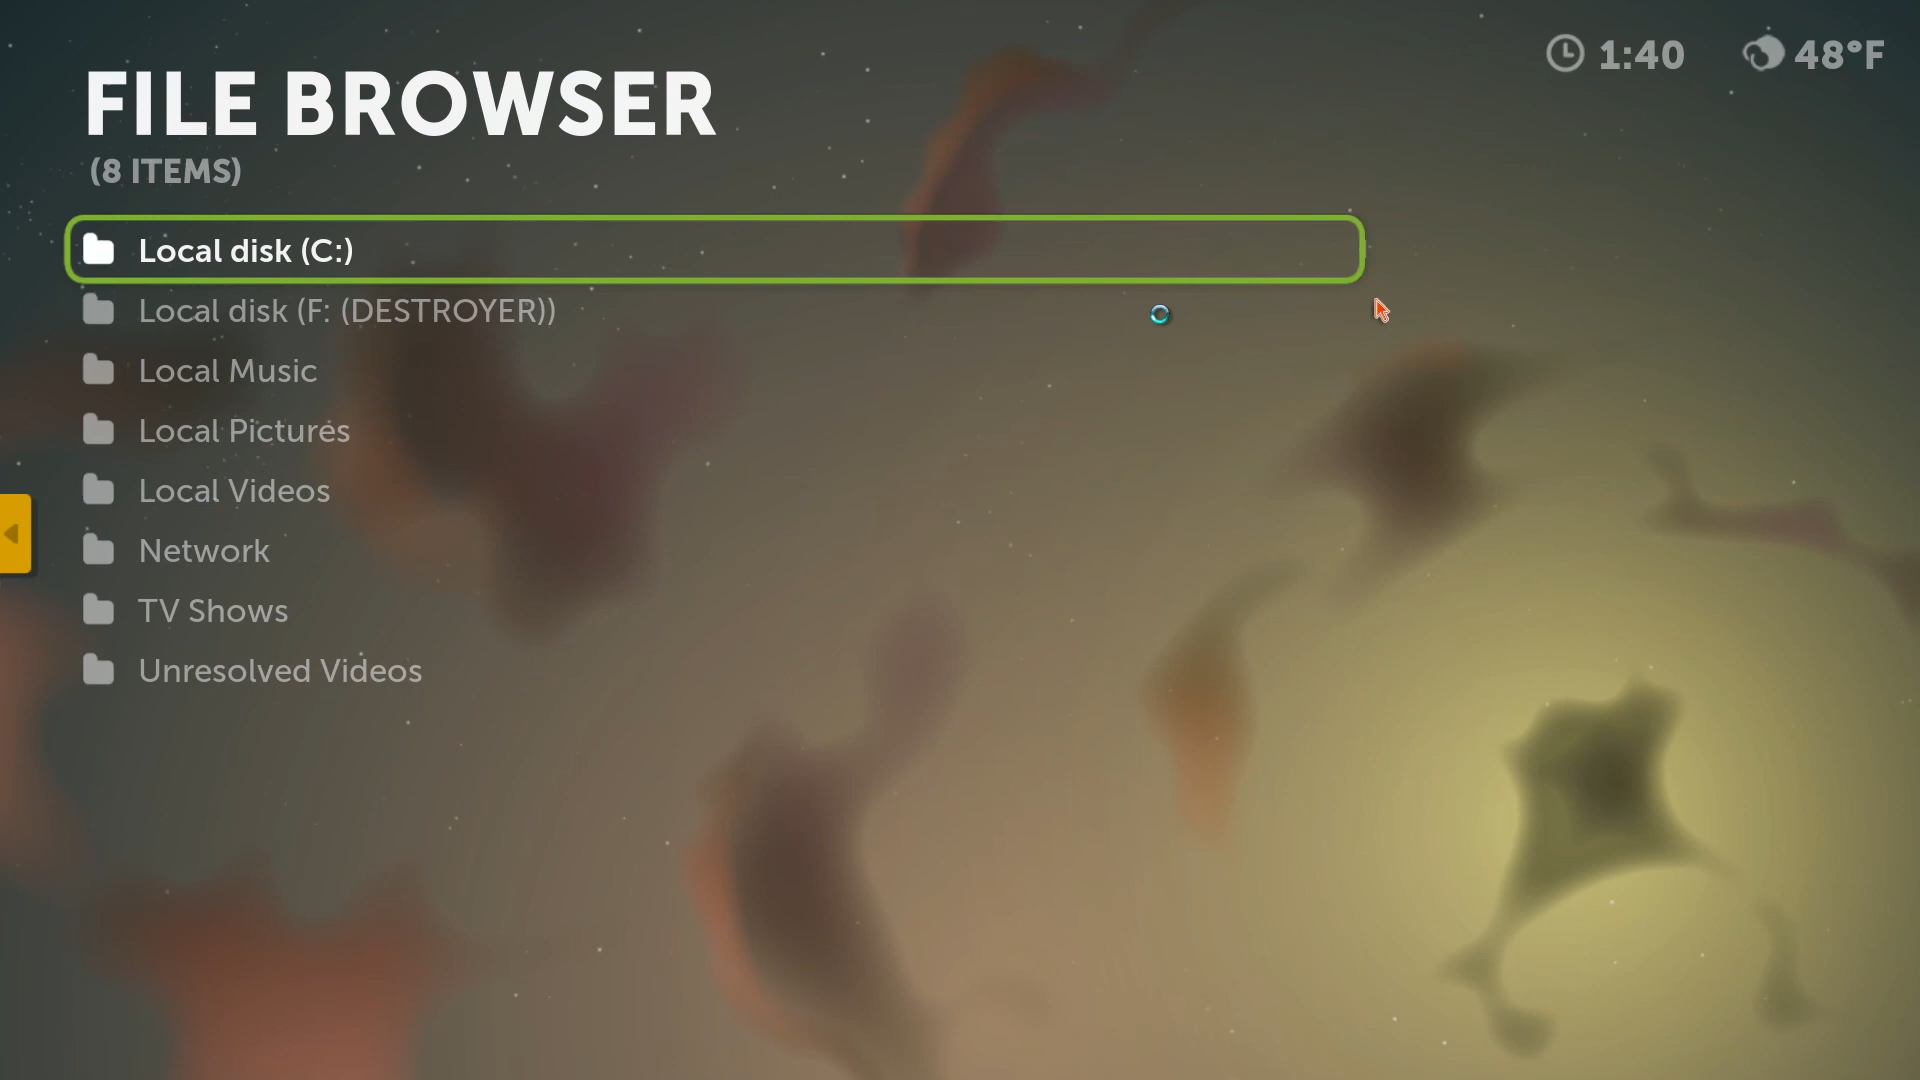 1:40 48°F
FILE BROWSER
(8 ITEMS)
Local disk (C:)
Local disk (F: (DESTROYER))
Local Music
Local Pictures
Local Videos
Network
TV Shows
Unresolved Videos